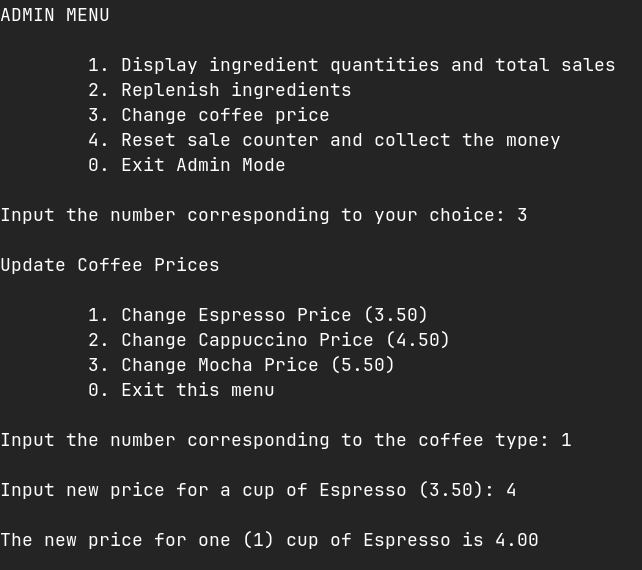 ADMIN MENU
1. Display ingredient quantities and total sales
2. Replenish ingredients
3. Change coffee price
4. Reset sale counter and collect the money
0. Exit Admin Mode
Input the number corresponding to your choice: 3
Update Coffee Prices
1. Change Espresso Price (3.50)
2. Change Cappuccino Price (4.50)
3. Change Mocha Price (5.50)
0. Exit this menu
Input the number corresponding to the coffee type: 1
Input new price for a cup of Espresso (3.50): 4
The new price for one (1) cup of Espresso is 4.00